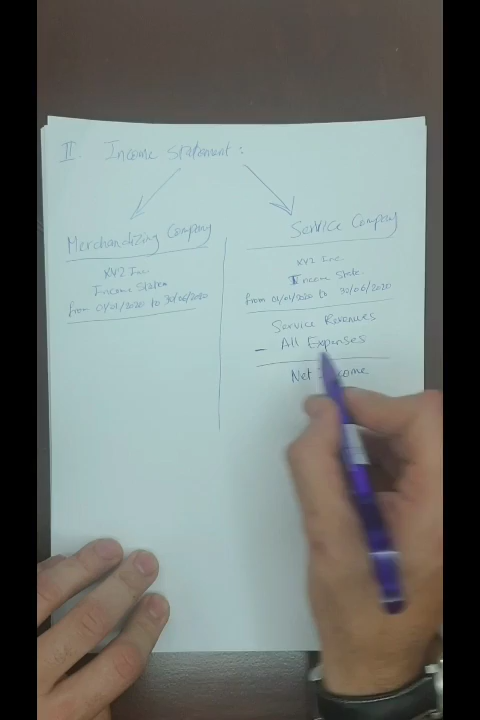 II. Income Statement:
Merchandizing Company
XYZ Inc.
Income Statem
from 01/01/2020 to 30/06/2020
Service Company
XYZ Inc.
Income State.
from 01/01/2020 to 30/06/2020
Service Revenues
- All Expenses
Net Income